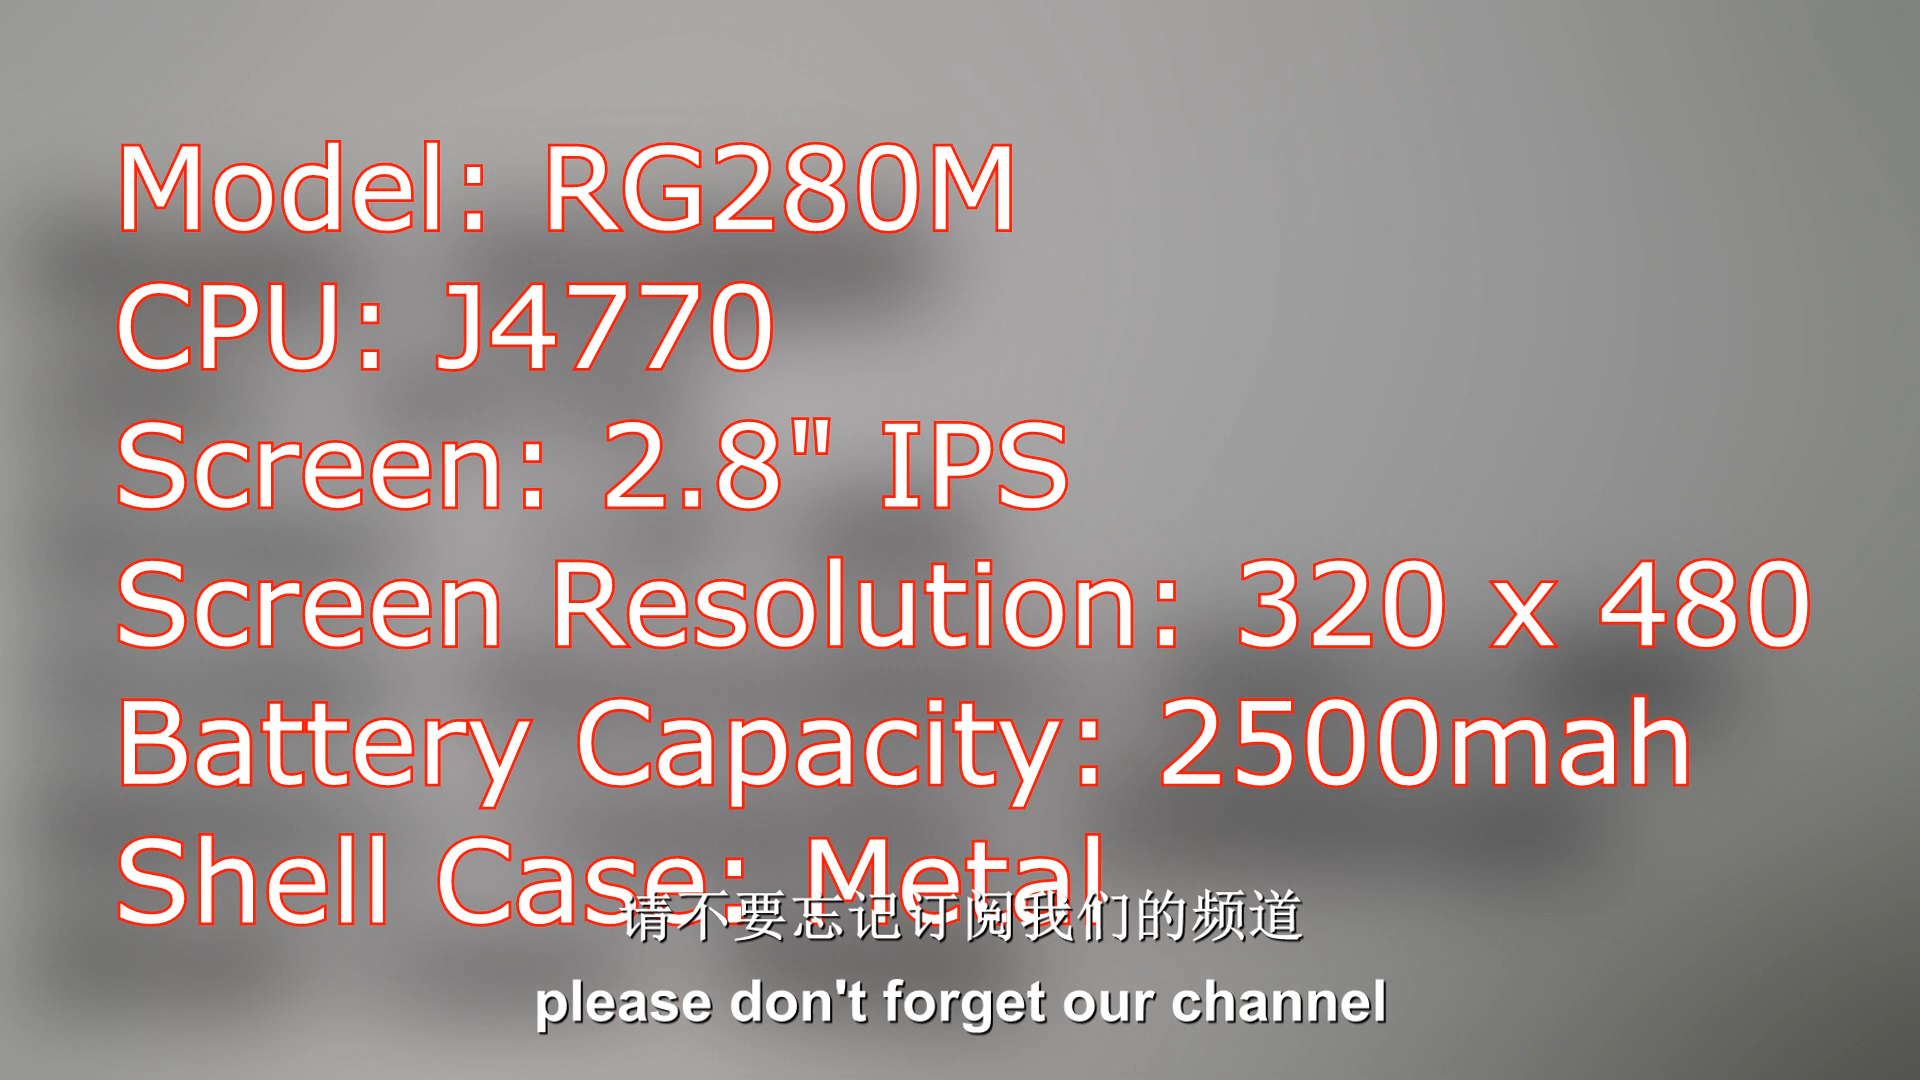 Model: RG280M
CPU: J4770
Screen: 2.8" IPS
Screen Resolution: 320 x 480
Battery Capacity: 2500mah
Shell Case: Metal
请不要忘记订阅我们的频道
please don't forget our channel